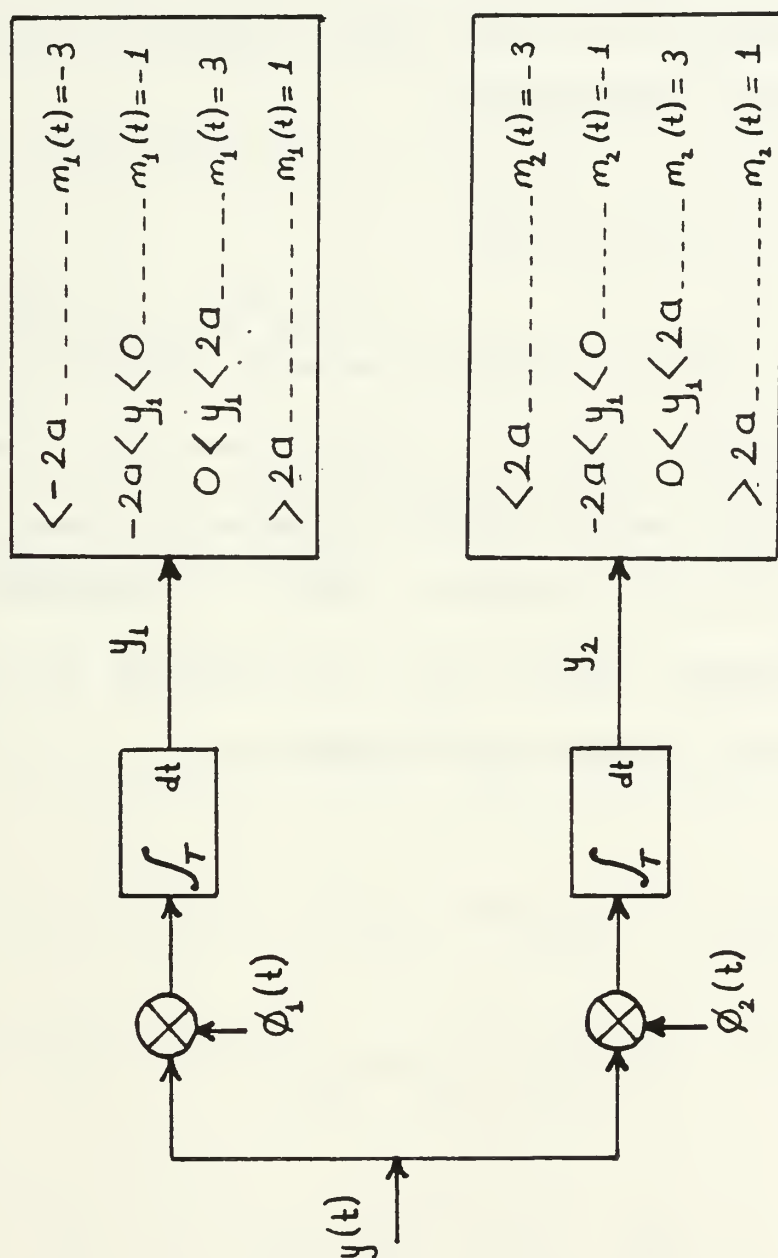 y(t)
ø₁(t)
∫T dt
y₁
<-2a---------m₁(t)=-3
-2a<y₁<0------m₁(t)=-1
0<y₁<2a-----m₁(t)=3
>2a---------m₁(t)=1
ø₂(t)
∫T dt
y₂
<2a---------m₂(t)=-3
-2a<y₁<0------m₂(t)=-1
0<y₁<2a-----m₂(t)=3
>2a---------m₂(t)=1